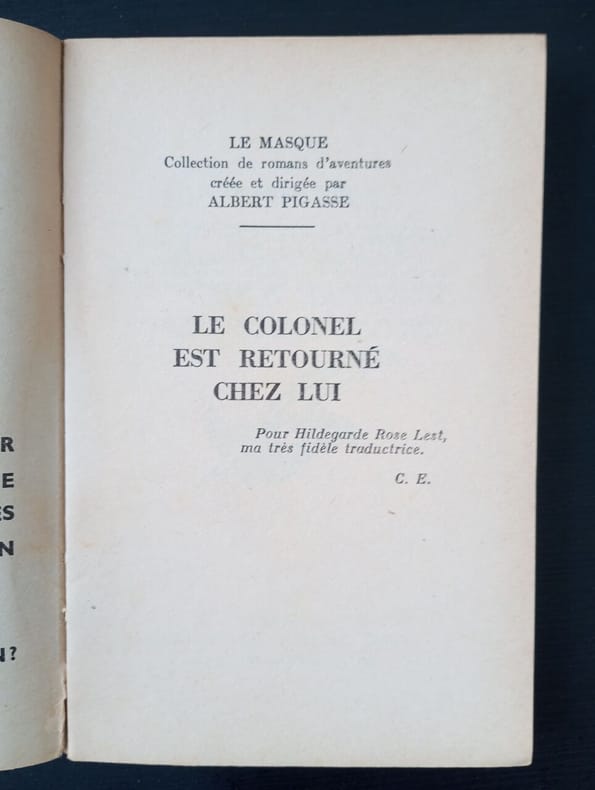 R
E
ES
N
N?
LE MASQUE
Collection de romans d'aventures
créée et dirigée par
ALBERT PIGASSE
LE COLONEL
EST RETOURNÉ
CHEZ LUI
Pour Hildegarde Rose Lest,
ma très fidèle traductrice.
C. E.